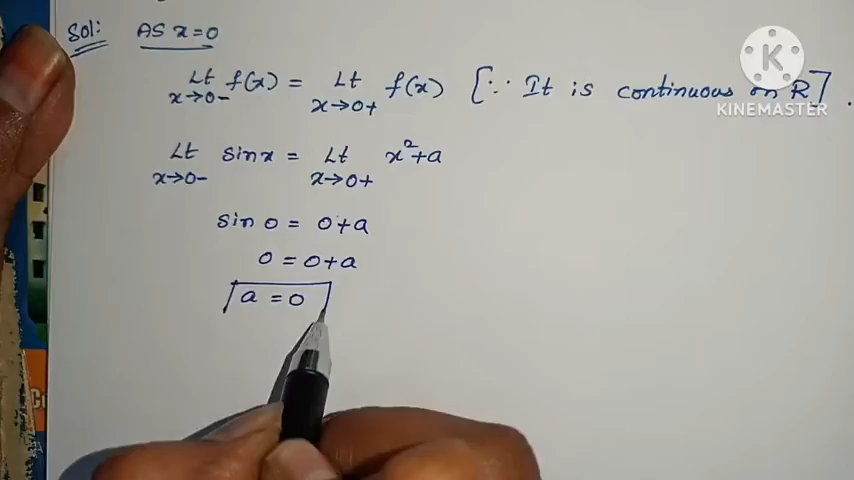 Sol: AS x=0
Lt x→0- f(x) = Lt x→0+ f(x) [∵ It is continuous on R].
Lt x→0- sinx = Lt x→0+ x²+a
sin 0 = 0+a
0 = 0+a
a = 0
K
KINEMASTER